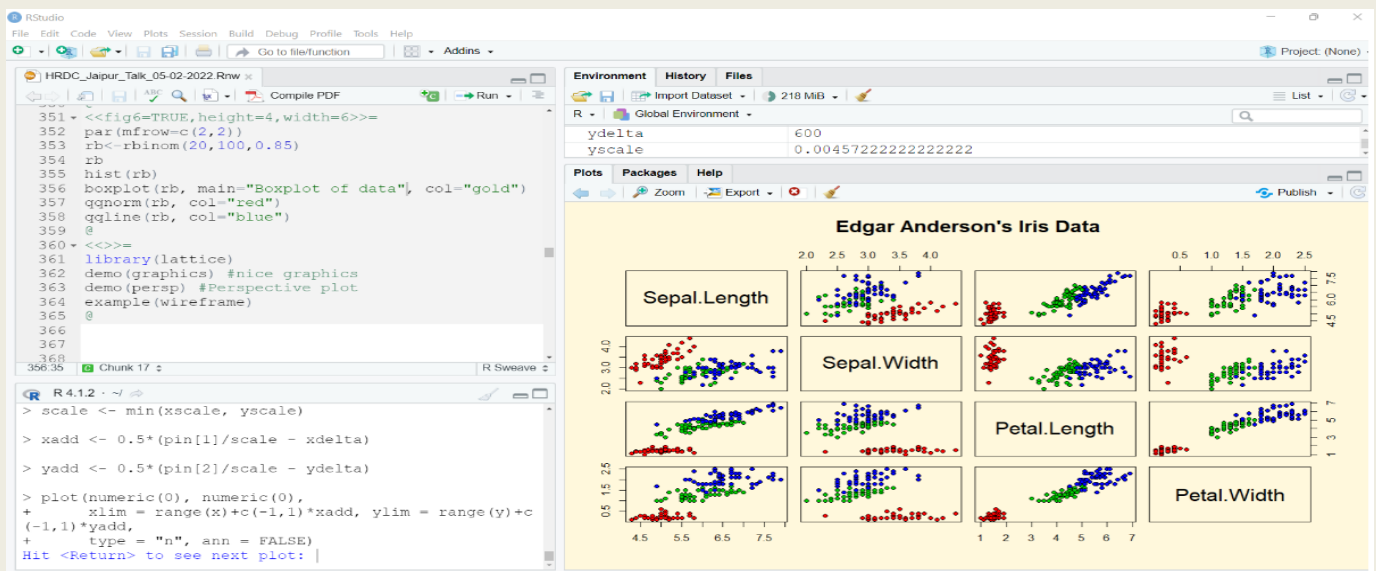 RStudio
File Edit Code View Plots Session Build Debug Profile Tools Help
Go to file/function Addins Project: (None)
HRDC_Jaipur_Talk_05-02-2022.Rnw
ABC Compile PDF Run
351 <<fig6=TRUE,height=4,width=6>>=
352 par(mfrow=c(2,2))
353 rb<-rbinom(20,100,0.85)
354 rb
355 hist(rb)
356 boxplot(rb, main="Boxplot of data", col="gold")
357 qqnorm(rb, col="red")
358 qqline(rb, col="blue")
359 @
360 <<>>=
361 library(lattice)
362 demo(graphics) #nice graphics
363 demo(persp) #Perspective plot
364 example(wireframe)
365 @
366
367
368
356:35 Chunk 17 R Sweave
R 4.1.2 · ~/
> scale <- min(xscale, yscale)
> xadd <- 0.5*(pin[1]/scale - xdelta)
> yadd <- 0.5*(pin[2]/scale - ydelta)
> plot(numeric(0), numeric(0),
+ xlim = range(x)+c(-1,1)*xadd, ylim = range(y)+c
(-1,1)*yadd,
+ type = "n", ann = FALSE)
Hit <Return> to see next plot:
Environment History Files
Import Dataset 218 MiB List
R Global Environment
ydelta 600
yscale 0.00457222222222222
Plots Packages Help
Zoom Export Publish
Edgar Anderson's Iris Data
2.0 2.5 3.0 3.5 4.0 0.5 1.0 1.5 2.0 2.5
Sepal.Length
4.5 6.0 7.5
Sepal.Width
2.0 3.0 4.0
Petal.Length
1 3 5 7
Petal.Width
0.5 1.5 2.5
4.5 5.5 6.5 7.5 1 2 3 4 5 6 7